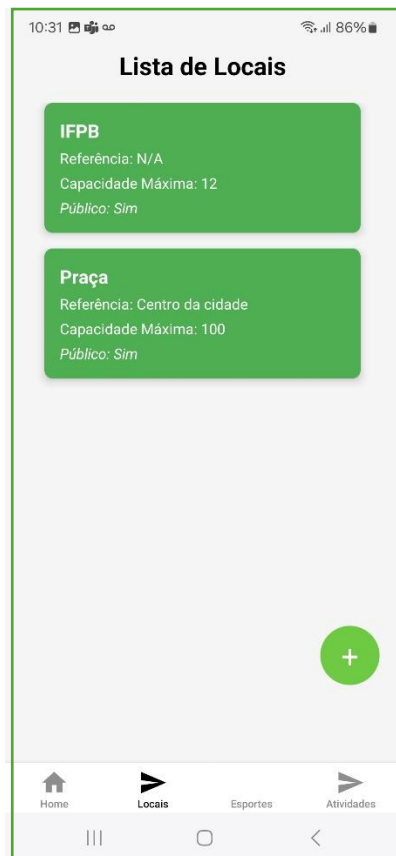 10:31 86%
Lista de Locais
IFPB
Referência: N/A
Capacidade Máxima: 12
Público: Sim
Praça
Referência: Centro da cidade
Capacidade Máxima: 100
Público: Sim
+
Home Locais Esportes Atividades